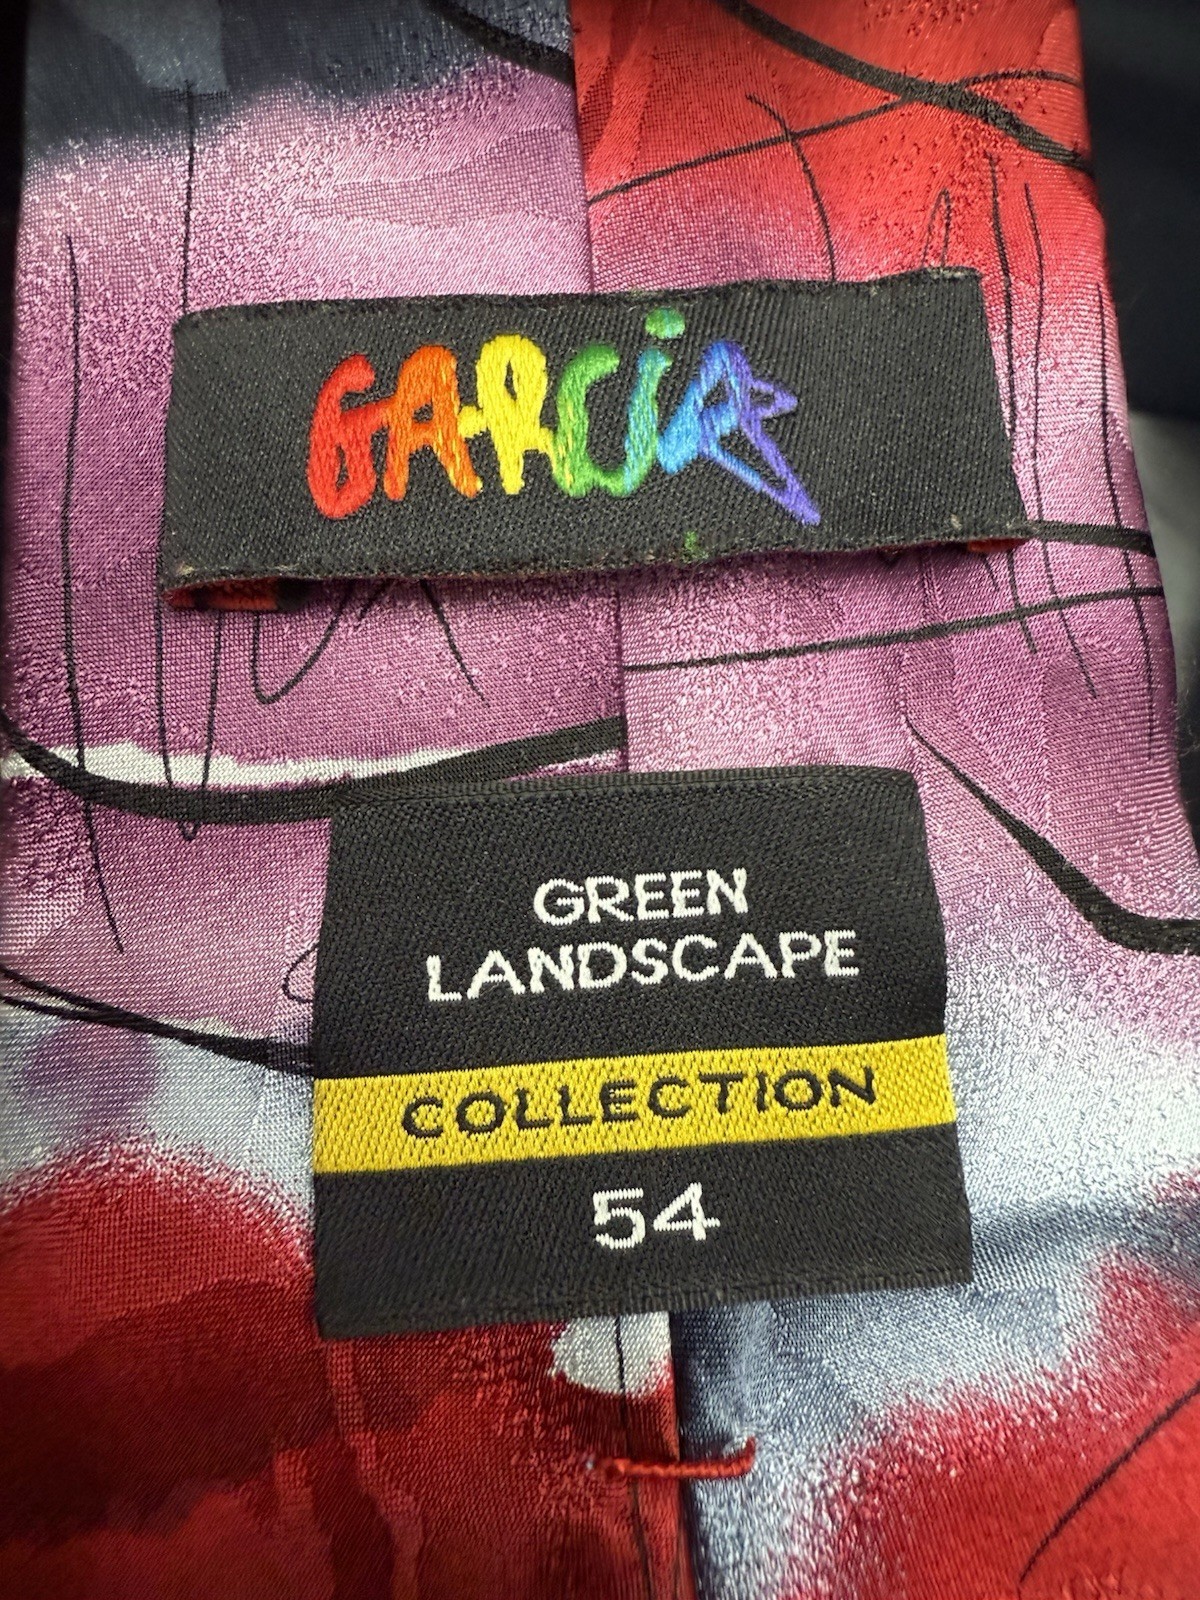 GARCiA
GREEN
LANDSCAPE
COLLECTION
54